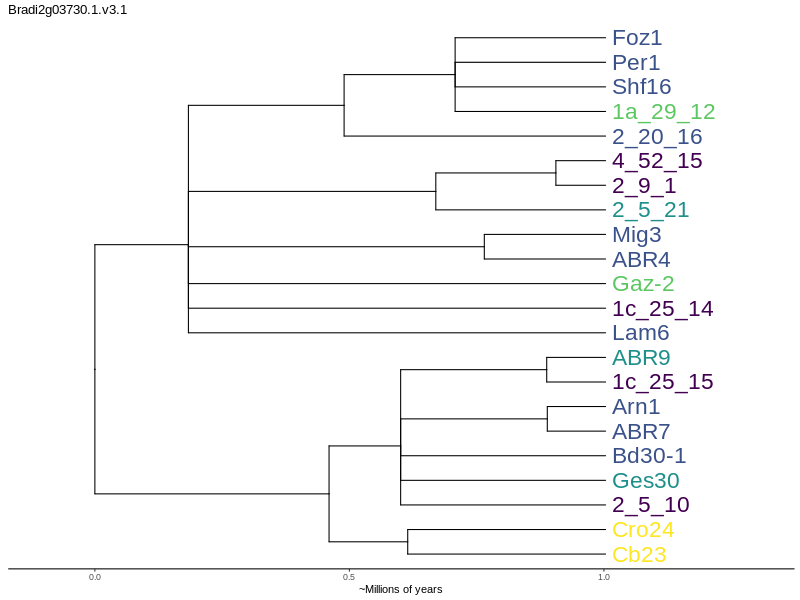 Bradi2g03730.1.v3.1
Foz1
Per1
Shf16
1a_29_12
2_20_16
4_52_15
2_9_1
2_5_21
Mig3
ABR4
Gaz-2
1c_25_14
Lam6
ABR9
1c_25_15
Arn1
ABR7
Bd30-1
Ges30
2_5_10
Cro24
Cb23
0.0 0.5 1.0
~Millions of years